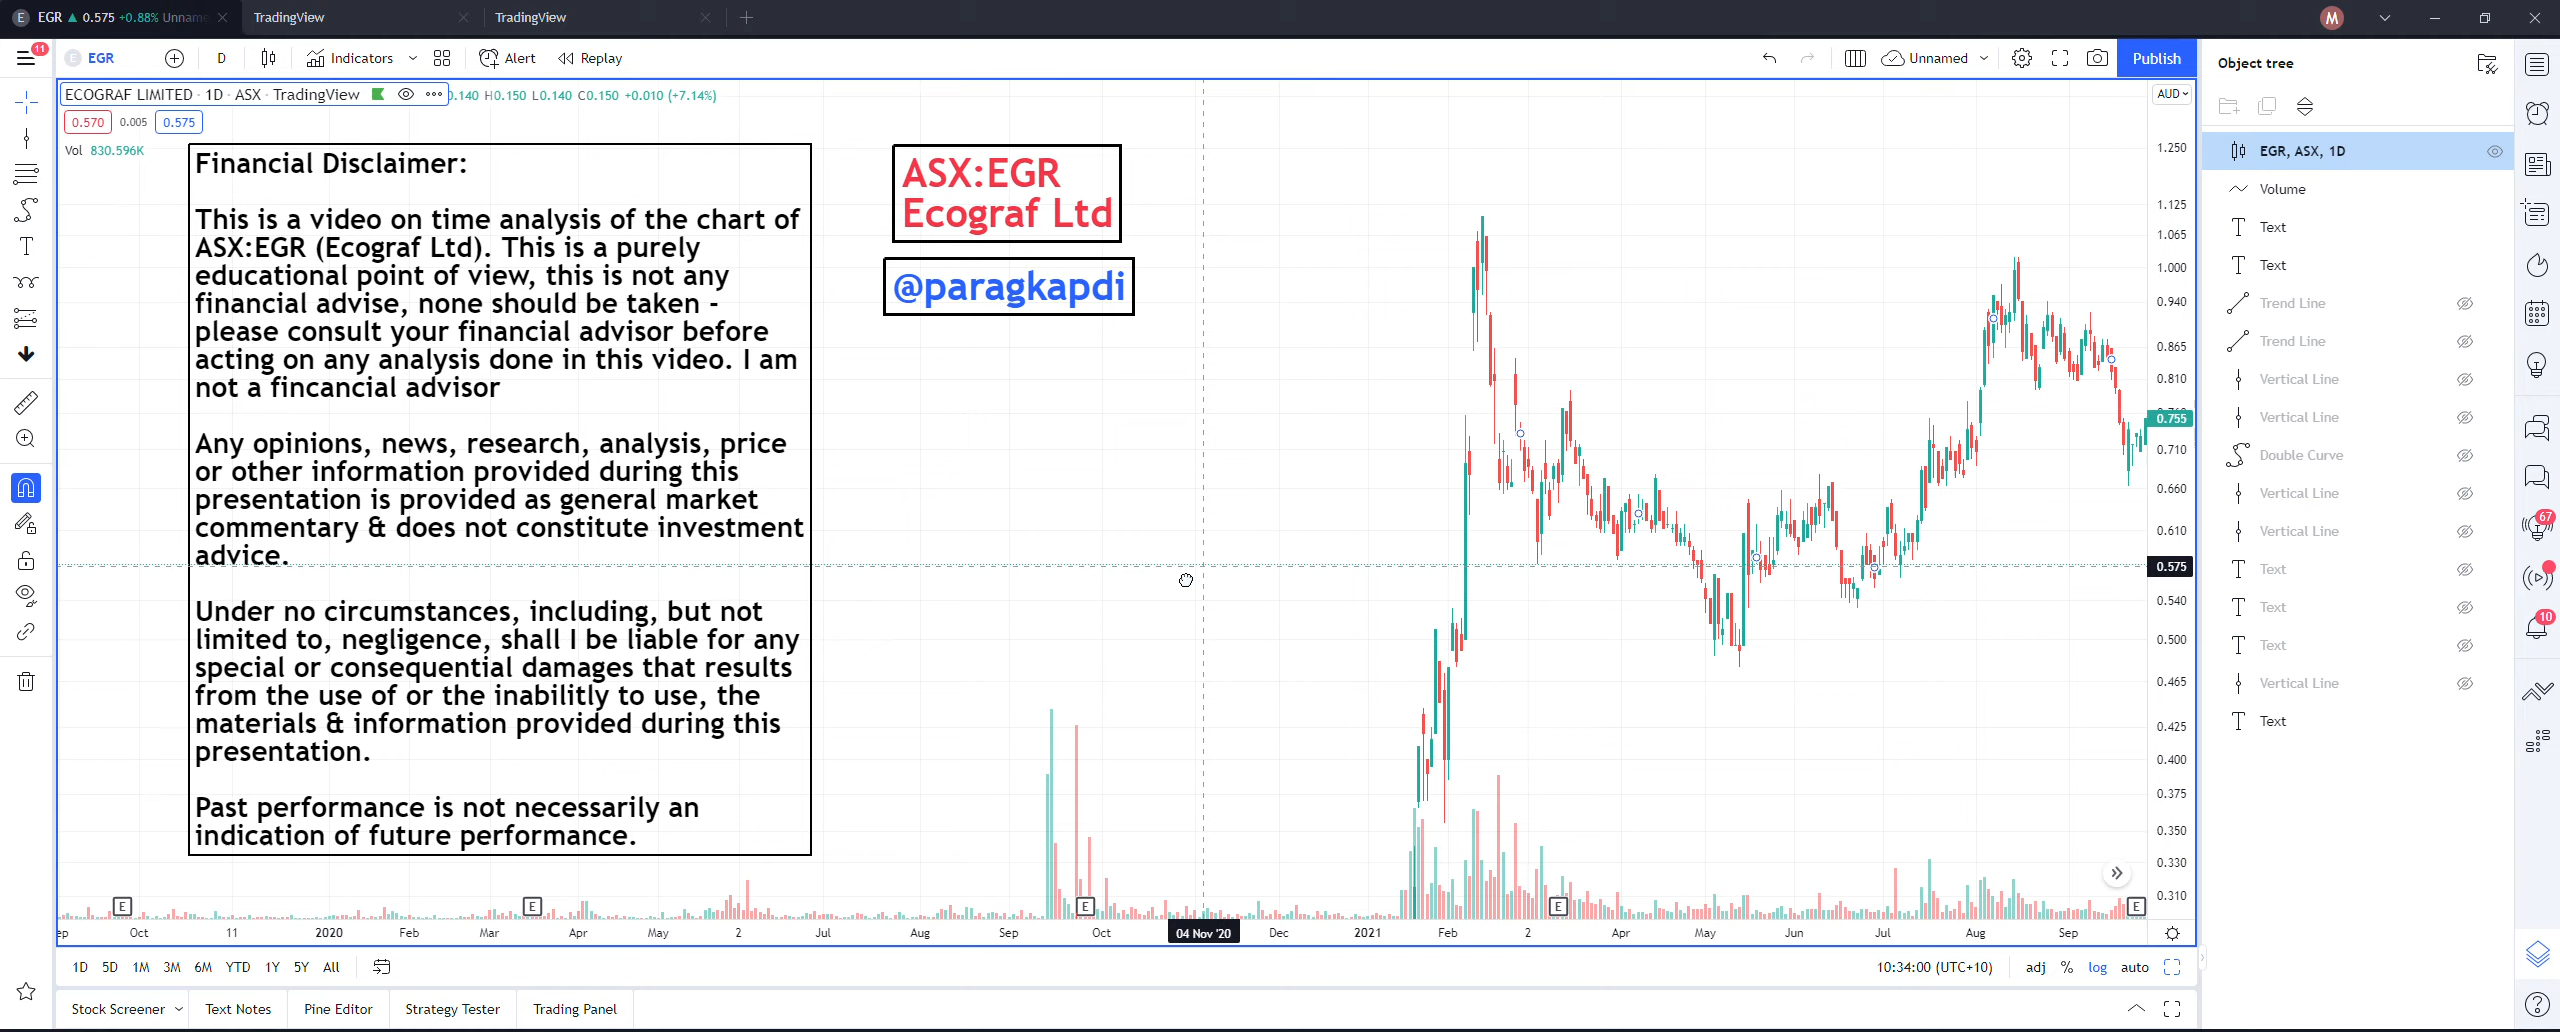 E EGR ▲ 0.575 +0.88% Unname
TradingView
TradingView
M
11
E EGR
D
Indicators
Alert
Replay
Unnamed
Publish
ECOGRAF LIMITED · 1D · ASX · TradingView
0.140 H0.150 L0.140 C0.150 +0.010 (+7.14%)
0.570 0.005 0.575
Vol 830.596K
Financial Disclaimer:
This is a video on time analysis of the chart of
ASX:EGR (Ecograf Ltd). This is a purely
educational point of view, this is not any
financial advise, none should be taken -
please consult your financial advisor before
acting on any analysis done in this video. I am
not a fincancial advisor
Any opinions, news, research, analysis, price
or other information provided during this
presentation is provided as general market
commentary & does not constitute investment
advice.
Under no circumstances, including, but not
limited to, negligence, shall I be liable for any
special or consequential damages that results
from the use of or the inabilitly to use, the
materials & information provided during this
presentation.
Past performance is not necessarily an
indication of future performance.
ASX:EGR
Ecograf Ltd
@paragkapdi
AUD
1.250
1.125
1.065
1.000
0.940
0.865
0.810
0.755
0.710
0.660
0.610
0.575
0.540
0.500
0.465
0.425
0.400
0.375
0.350
0.330
0.310
E E E E E
ep Oct 11 2020 Feb Mar Apr May 2 Jul Aug Sep Oct 04 Nov '20 Dec 2021 Feb 2 Apr May Jun Jul Aug Sep
1D 5D 1M 3M 6M YTD 1Y 5Y All
10:34:00 (UTC+10) adj % log auto
Stock Screener Text Notes Pine Editor Strategy Tester Trading Panel
Object tree
EGR, ASX, 1D
Volume
Text
Text
Trend Line
Trend Line
Vertical Line
Vertical Line
Double Curve
Vertical Line
Vertical Line
Text
Text
Text
Vertical Line
Text
67
10